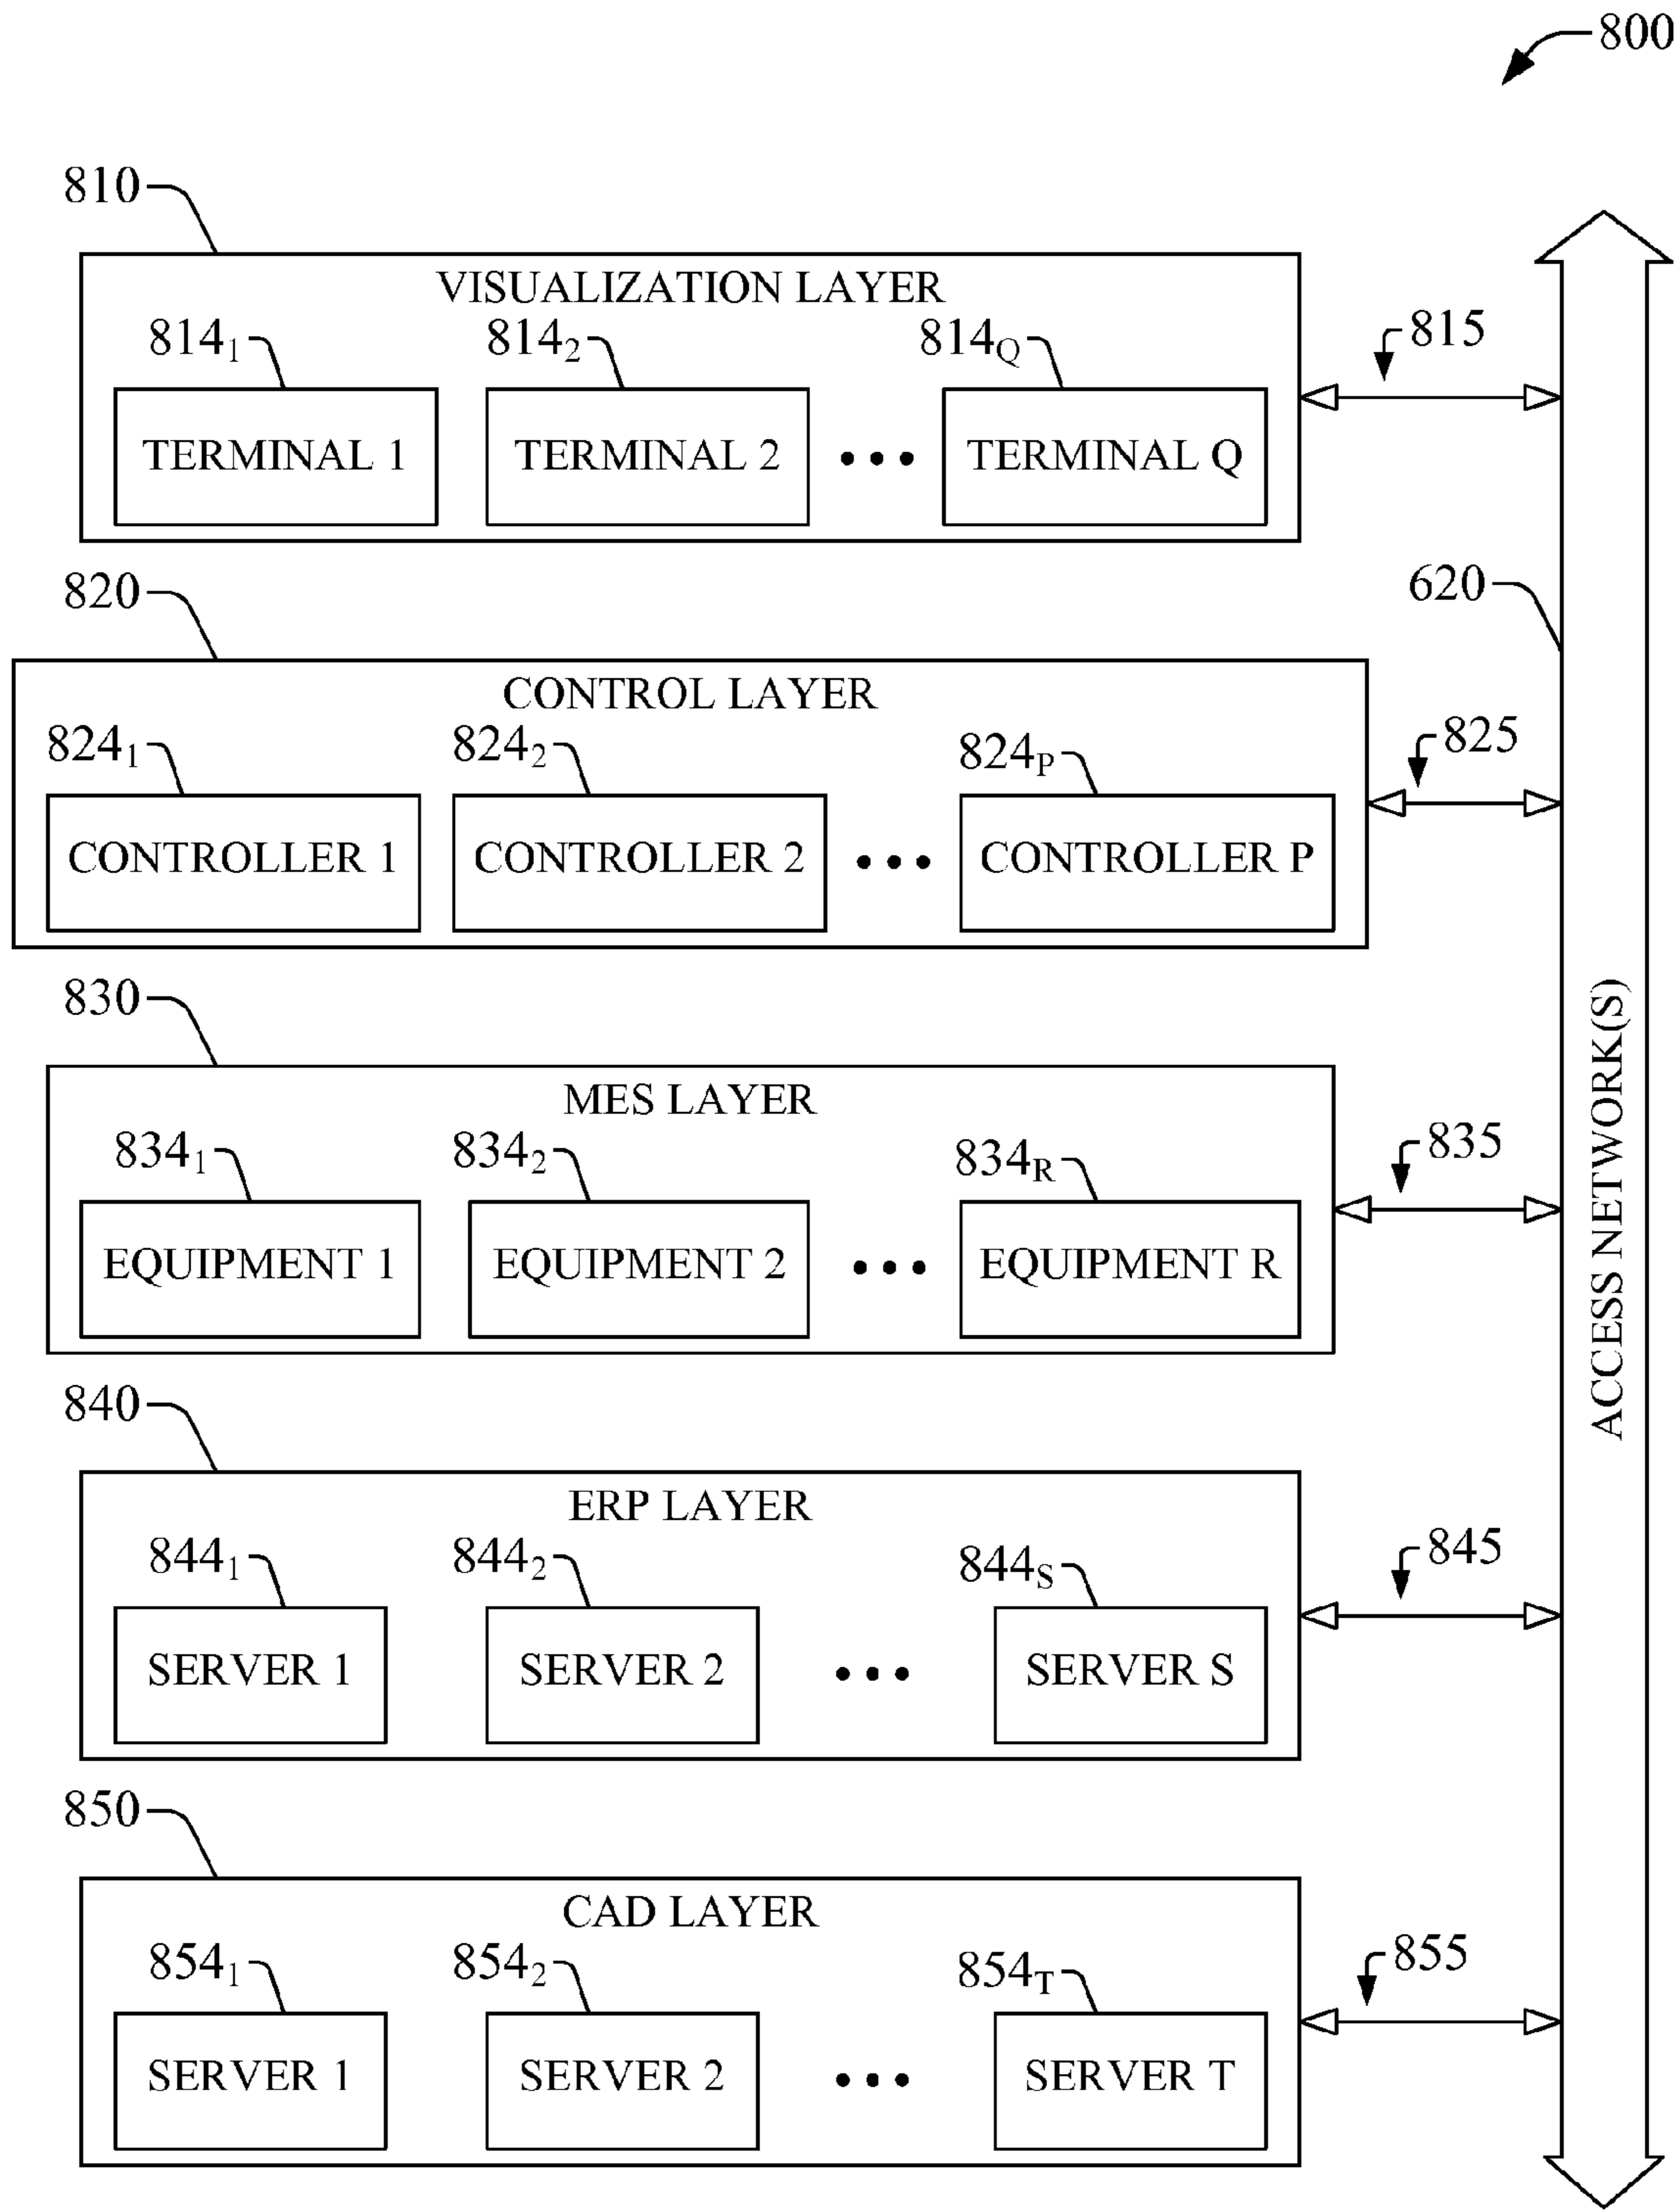 800
810
VISUALIZATION LAYER
814₁ 814₂ 814Q
815
TERMINAL 1 TERMINAL 2 ••• TERMINAL Q
820
620
CONTROL LAYER
824₁ 824₂ 824P
825
CONTROLLER 1 CONTROLLER 2 ••• CONTROLLER P
830
MES LAYER
834₁ 834₂ 834R
835
EQUIPMENT 1 EQUIPMENT 2 ••• EQUIPMENT R
ACCESS NETWORK(S)
840
ERP LAYER
844₁ 844₂ 844S
845
SERVER 1 SERVER 2 ••• SERVER S
850
CAD LAYER
854₁ 854₂ 854T
855
SERVER 1 SERVER 2 ••• SERVER T